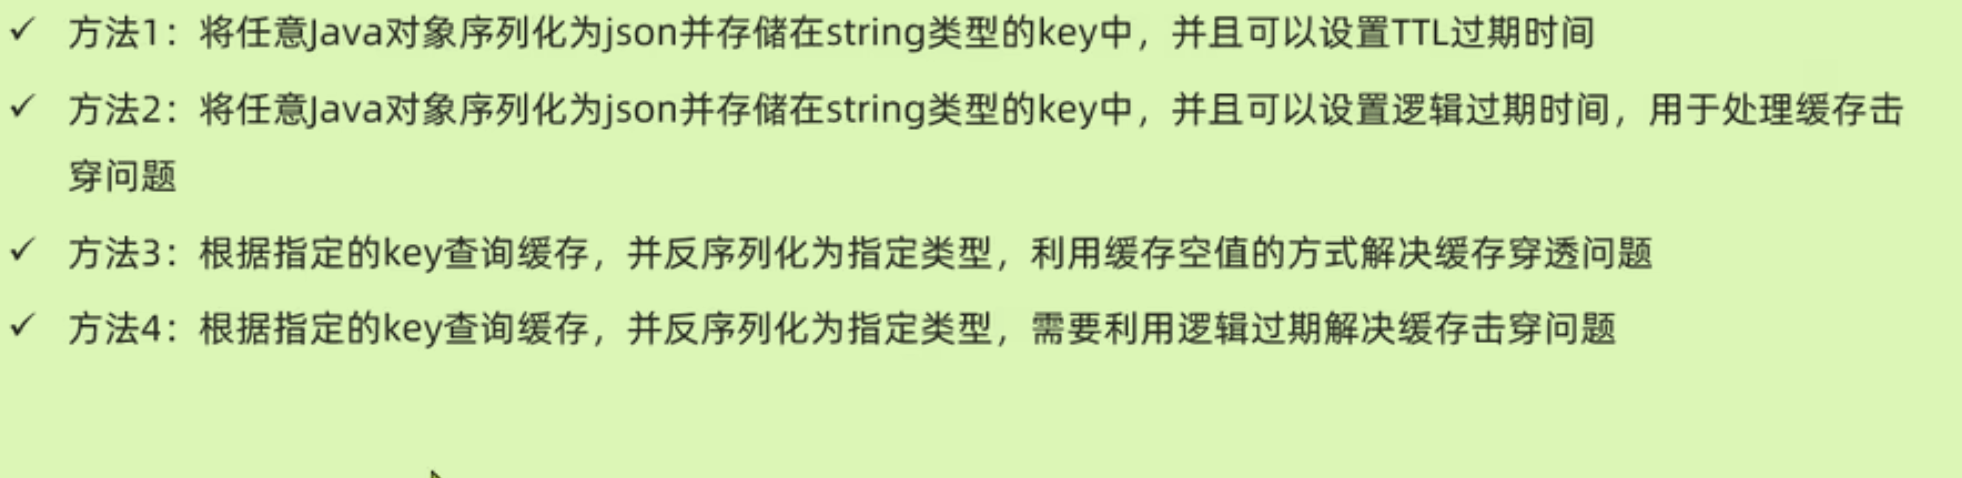 ✓ 方法1：将任意Java对象序列化为json并存储在string类型的key中，并且可以设置TTL过期时间
✓ 方法2：将任意Java对象序列化为json并存储在string类型的key中，并且可以设置逻辑过期时间，用于处理缓存击
穿问题
✓ 方法3：根据指定的key查询缓存，并反序列化为指定类型，利用缓存空值的方式解决缓存穿透问题
✓ 方法4：根据指定的key查询缓存，并反序列化为指定类型，需要利用逻辑过期解决缓存击穿问题